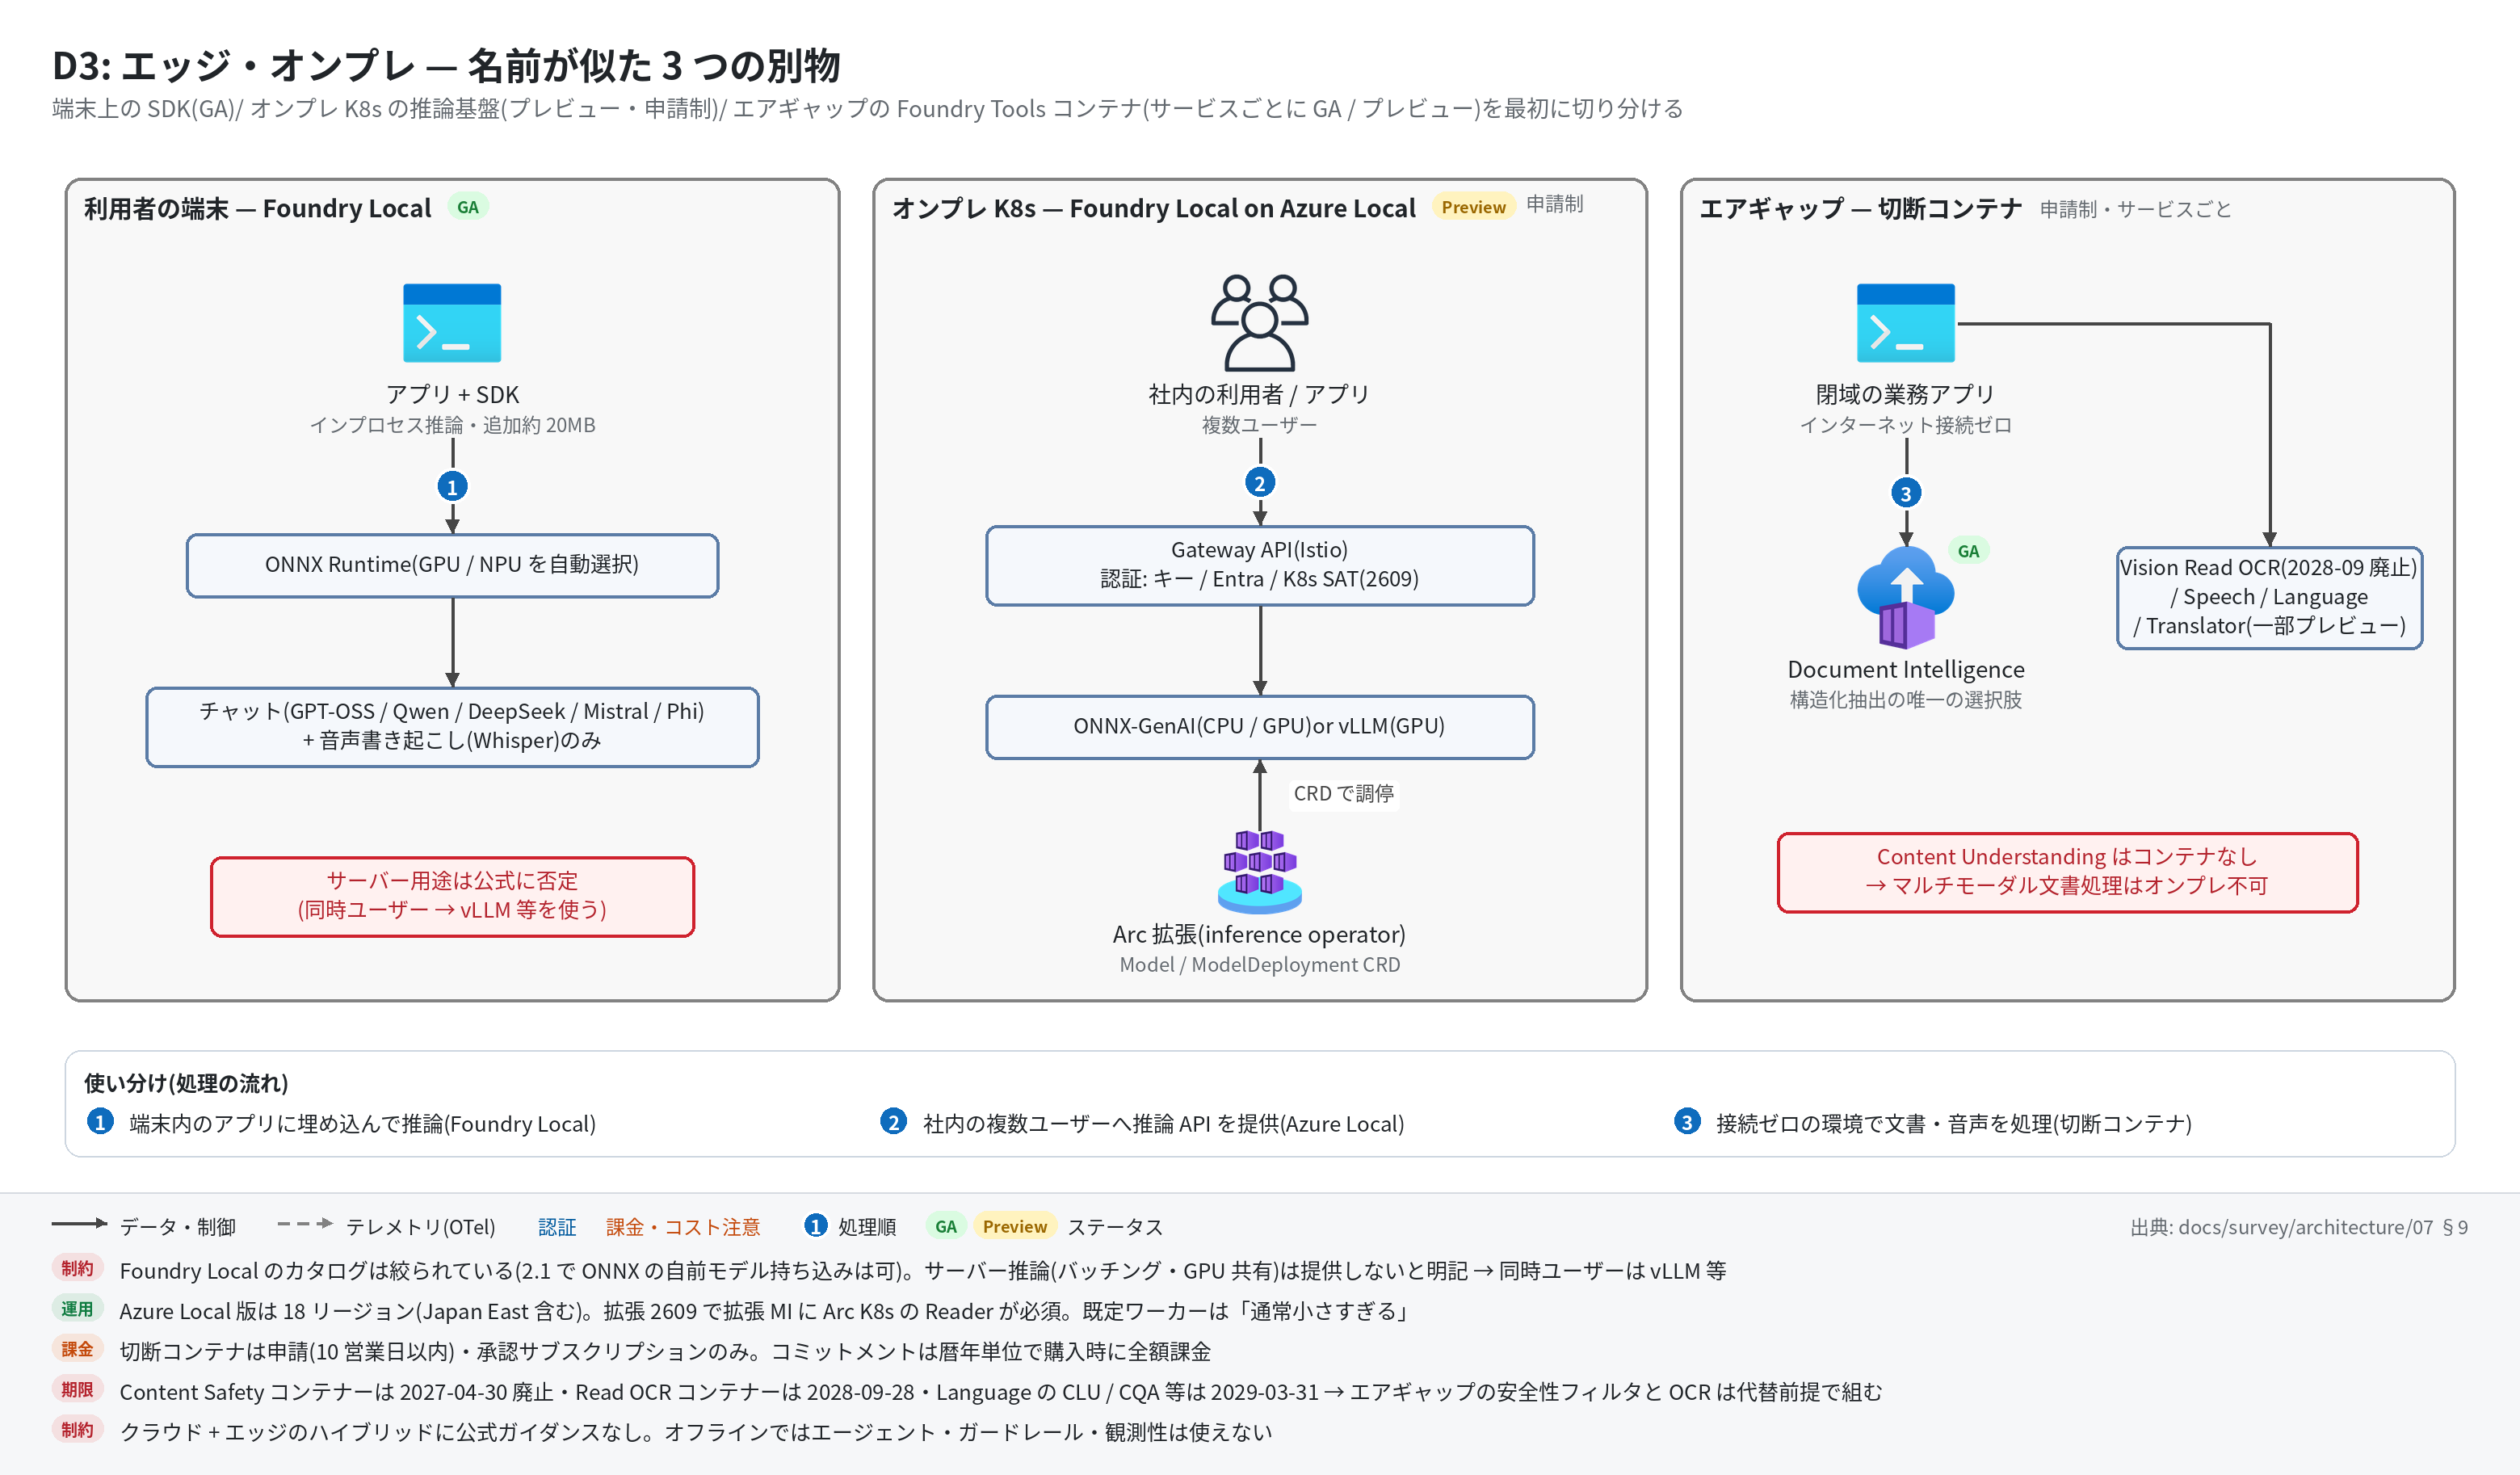 D3: エッジ・オンプレ — 名前が似た 3 つの別物
端末上の SDK(GA)/ オンプレ K8s の推論基盤(プレビュー・申請制)/ エアギャップの Foundry Tools コンテナ(サービスごとに GA / プレビュー)を最初に切り分ける
利用者の端末 — Foundry Local
GA
アプリ + SDK
インプロセス推論・追加約 20MB
1
ONNX Runtime(GPU / NPU を自動選択)
チャット(GPT-OSS / Qwen / DeepSeek / Mistral / Phi)
+ 音声書き起こし(Whisper)のみ
サーバー用途は公式に否定
(同時ユーザー → vLLM 等を使う)
オンプレ K8s — Foundry Local on Azure Local
Preview
申請制
社内の利用者 / アプリ
複数ユーザー
2
Gateway API(Istio)
認証: キー / Entra / K8s SAT(2609)
ONNX-GenAI(CPU / GPU)or vLLM(GPU)
CRD で調停
Arc 拡張(inference operator)
Model / ModelDeployment CRD
エアギャップ — 切断コンテナ
申請制・サービスごと
閉域の業務アプリ
インターネット接続ゼロ
3
GA
Document Intelligence
構造化抽出の唯一の選択肢
Vision Read OCR(2028-09 廃止)
/ Speech / Language
/ Translator(一部プレビュー)
Content Understanding はコンテナなし
→ マルチモーダル文書処理はオンプレ不可
使い分け(処理の流れ)
1 端末内のアプリに埋め込んで推論(Foundry Local)
2 社内の複数ユーザーへ推論 API を提供(Azure Local)
3 接続ゼロの環境で文書・音声を処理(切断コンテナ)
データ・制御 テレメトリ(OTel) 認証 課金・コスト注意 1 処理順 GA Preview ステータス
出典: docs/survey/architecture/07 §9
制約 Foundry Local のカタログは絞られている(2.1 で ONNX の自前モデル持ち込みは可)。サーバー推論(バッチング・GPU 共有)は提供しないと明記 → 同時ユーザーは vLLM 等
運用 Azure Local 版は 18 リージョン(Japan East 含む)。拡張 2609 で拡張 MI に Arc K8s の Reader が必須。既定ワーカーは「通常小さすぎる」
課金 切断コンテナは申請(10 営業日以内)・承認サブスクリプションのみ。コミットメントは暦年単位で購入時に全額課金
期限 Content Safety コンテナーは 2027-04-30 廃止・Read OCR コンテナーは 2028-09-28・Language の CLU / CQA 等は 2029-03-31 → エアギャップの安全性フィルタと OCR は代替前提で組む
制約 クラウド + エッジのハイブリッドに公式ガイダンスなし。オフラインではエージェント・ガードレール・観測性は使えない